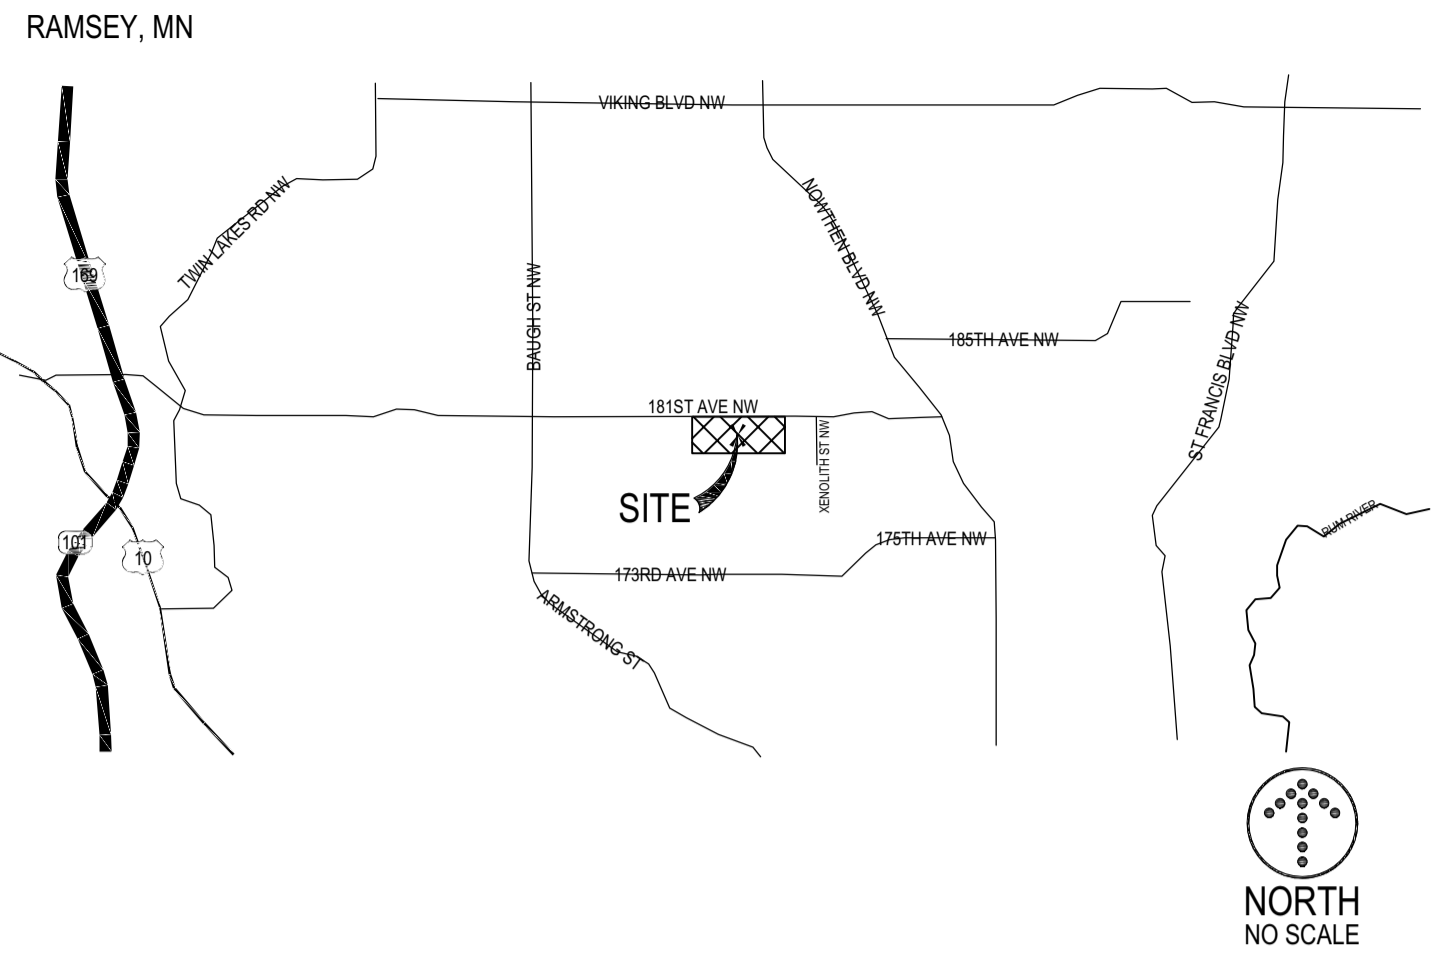 RAMSEY, MN
VIKING BLVD NW
TWIN LAKES RD NW
NOWTHEN BLVD NW
169
BAUGH ST NW
185TH AVE NW
ST FRANCIS BLVD NW
181ST AVE NW
XENOLITH ST NW
SITE
RUM RIVER
101
10
175TH AVE NW
173RD AVE NW
ARMSTRONG ST
NORTH
NO SCALE